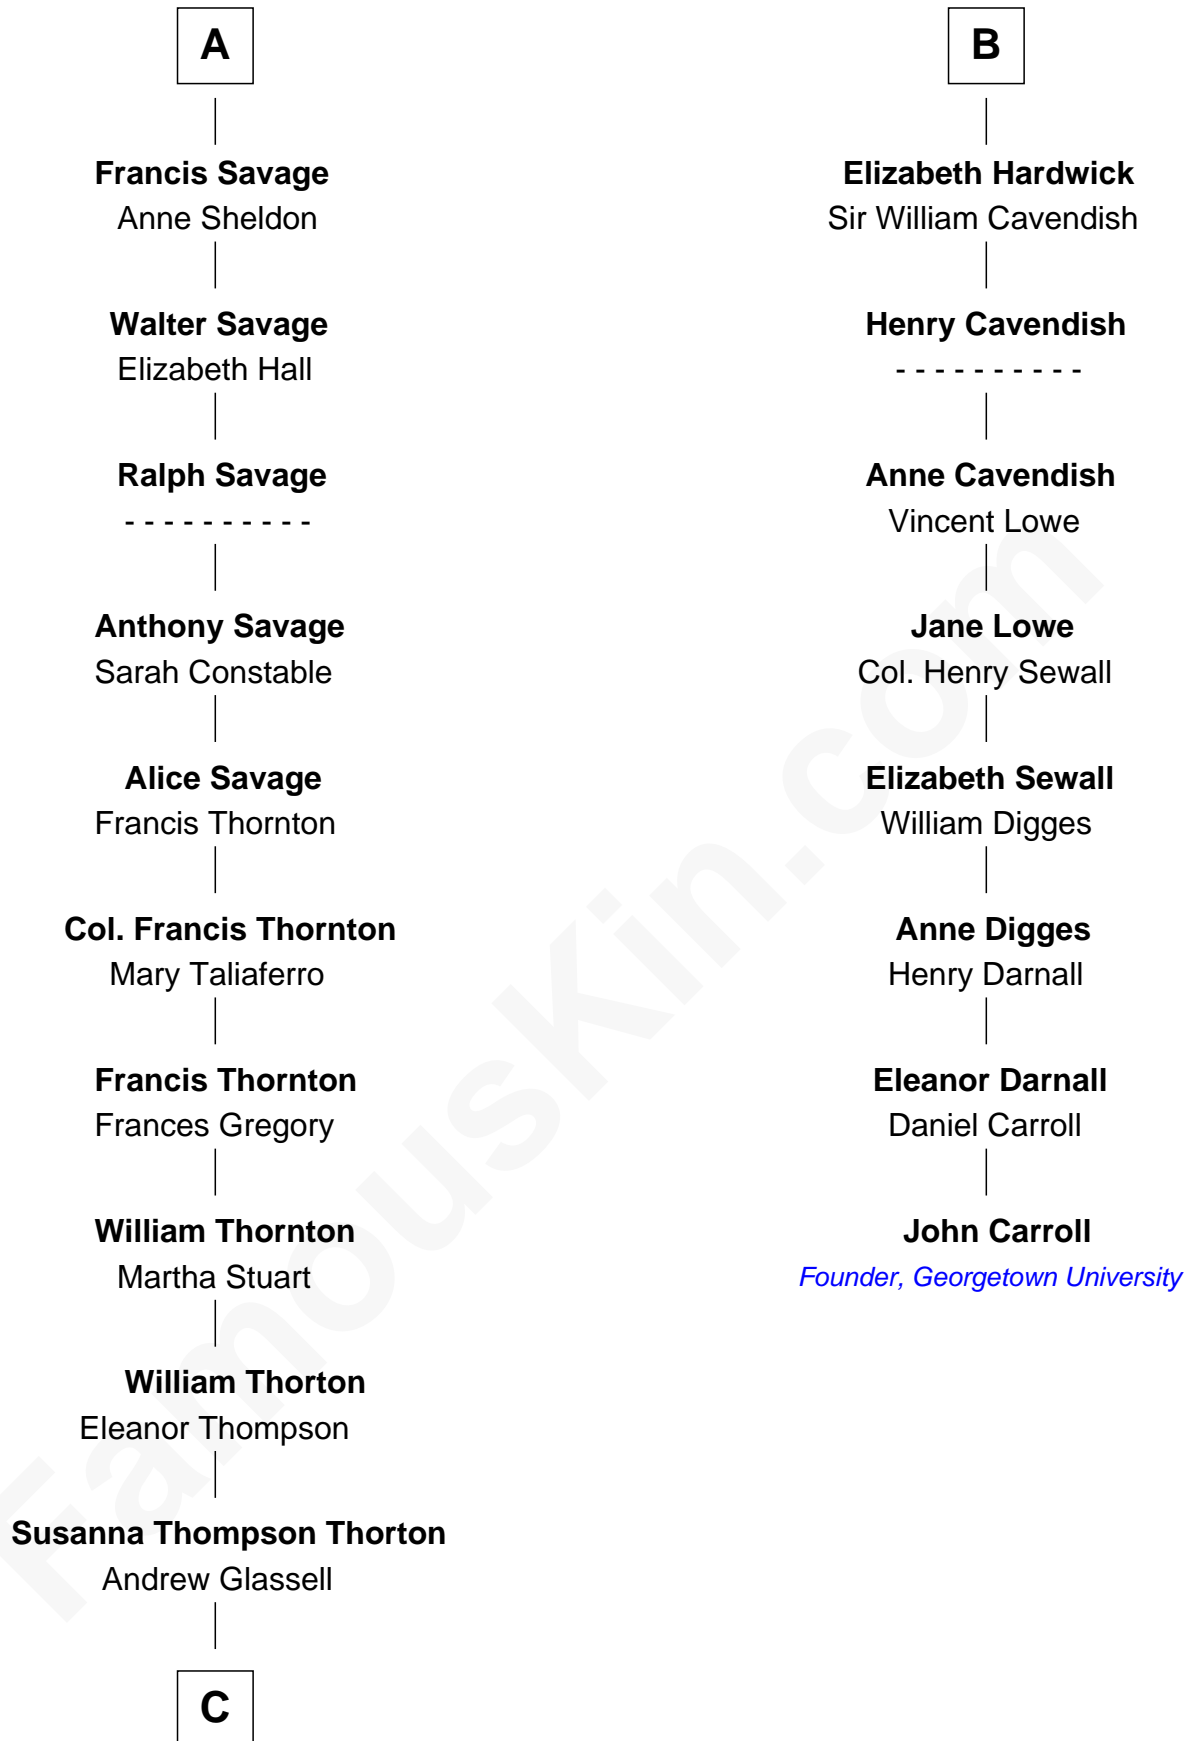 A
Francis Savage
Anne Sheldon
Walter Savage
Elizabeth Hall
Ralph Savage
- - - - - - - - - -
Anthony Savage
Sarah Constable
Alice Savage
Francis Thornton
Col. Francis Thornton
Mary Taliaferro
Francis Thornton
Frances Gregory
William Thornton
Martha Stuart
William Thorton
Eleanor Thompson
Susanna Thompson Thorton
Andrew Glassell
C
B
Elizabeth Hardwick
Sir William Cavendish
Henry Cavendish
- - - - - - - - - -
Anne Cavendish
Vincent Lowe
Jane Lowe
Col. Henry Sewall
Elizabeth Sewall
William Digges
Anne Digges
Henry Darnall
Eleanor Darnall
Daniel Carroll
John Carroll
Founder, Georgetown University
FamousKin.com